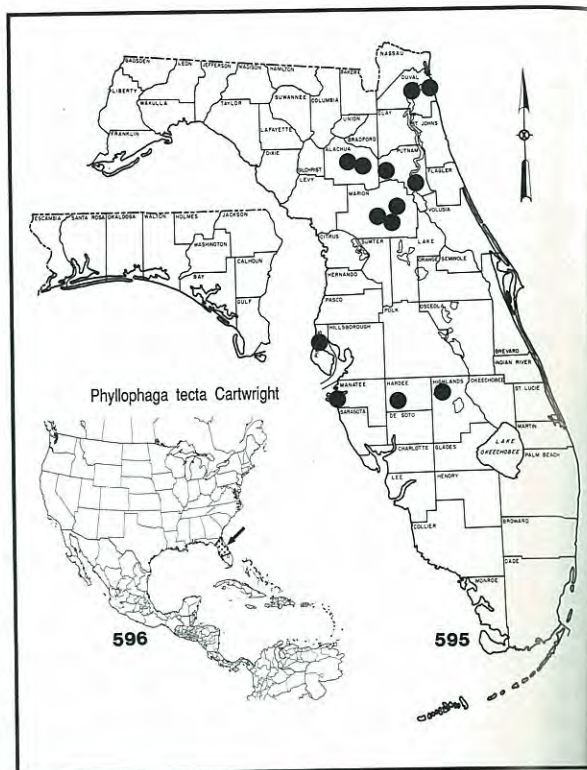 NASSAU
GADSDEN
LEON
JEFFERSON
MADISON
HAMILTON
BAKER
DUVAL
LIBERTY
WAKULLA
TAYLOR
SUWANNEE
COLUMBIA
UNION
CLAY
ST JOHNS
FRANKLIN
LAFAYETTE
BRADFORD
ALACHUA
PUTNAM
DIXIE
GILCHRIST
FLAGLER
LEVY
MARION
VOLUSIA
ESCAMBIA
SANTA ROSA
OKALOOSA
WALTON
HOLMES
JACKSON
WASHINGTON
BAY
CALHOUN
GULF
CITRUS
SUMTER
LAKE
HERNANDO
ORANGE
SEMINOLE
PASCO
POLK
OSCEOLA
BREVARD
HILLSBOROUGH
INDIAN RIVER
Phyllophaga tecta Cartwright
MANATEE
HARDEE
HIGHLANDS
OKEECHOBEE
ST. LUCIE
SARASOTA
DE SOTO
MARTIN
CHARLOTTE
GLADES
LAKE
OKEECHOBEE
PALM BEACH
LEE
HENDRY
COLLIER
BROWARD
DADE
MONROE
596
595